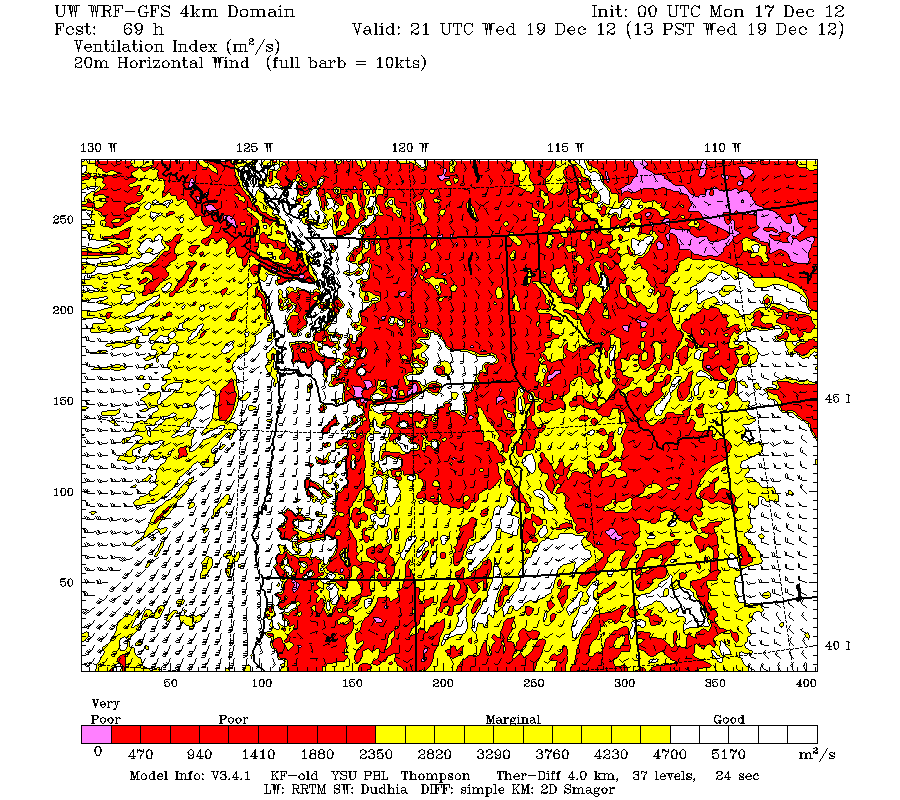 UW WRF-GFS 4km Domain Init: 00 UTC Mon 17 Dec 12
Fcst: 69 h Valid: 21 UTC Wed 19 Dec 12 (13 PST Wed 19 Dec 12)
Ventilation Index (m²/s)
20m Horizontal Wind (full barb = 10kts)
130 W 125 W 120 W 115 W 110 W
250
200
150 45 1
100
50
40 1
50 100 150 200 250 300 350 400
Very
Poor Poor Marginal Good
0 470 940 1410 1880 2350 2820 3290 3760 4230 4700 5170 m²/s
Model Info: V3.4.1 KF-old YSU PBL Thompson Ther-Diff 4.0 km, 37 levels, 24 sec
LW: RRTM SW: Dudhia DIFF: simple KM: 2D Smagor